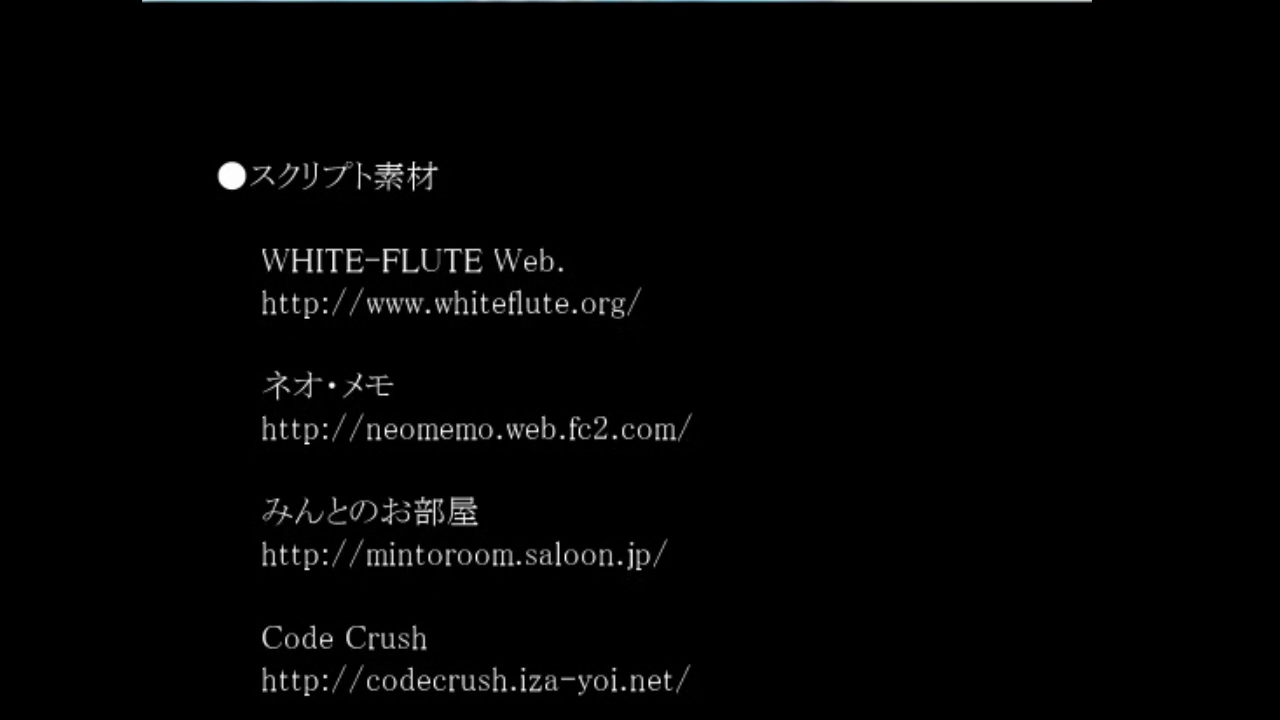 ●スクリプト素材
WHITE-FLUTE Web.
http://www.whiteflute.org/
ネオ・メモ
http://neomemo.web.fc2.com/
みんとのお部屋
http://mintoroom.saloon.jp/
Code Crush
http://codecrush.iza-yoi.net/